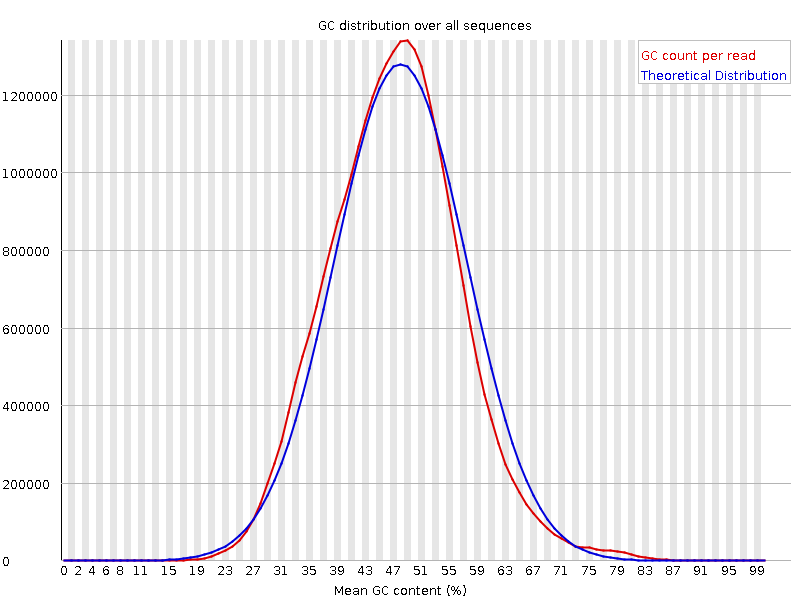 GC distribution over all sequences
GC count per read
Theoretical Distribution
1200000
1000000
800000
600000
400000
200000
0
0 2 4 6 8 11 15 19 23 27 31 35 39 43 47 51 55 59 63 67 71 75 79 83 87 91 95 99
Mean GC content (%)